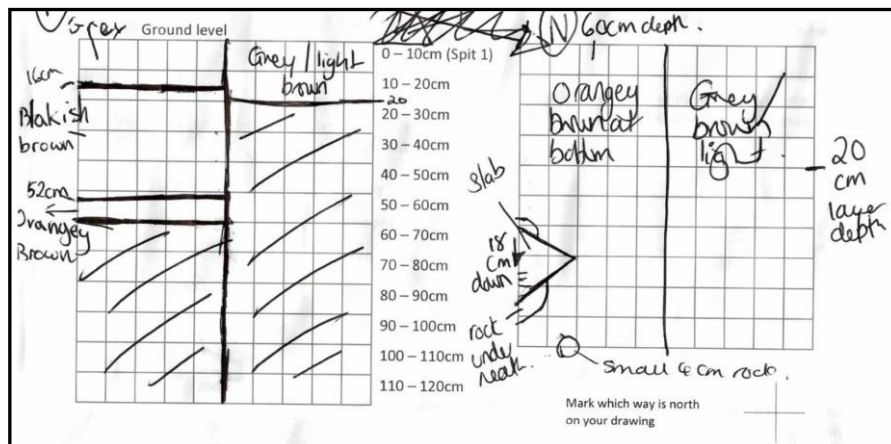 Grey
Ground level
16cm
Blakish
brown
52cm
Orangey
Brown
Grey / light
brown
20
0 – 10cm (Spit 1)
10 – 20cm
20 – 30cm
30 – 40cm
40 – 50cm
50 – 60cm
60 – 70cm
70 – 80cm
80 – 90cm
90 – 100cm
100 – 110cm
110 – 120cm
N
60cm depth.
Orangey
brown at
bottom
Grey
brown
light
20
cm
layer
depth
slab
18
cm
down
rock
under
neath
small 4cm rock.
Mark which way is north
on your drawing